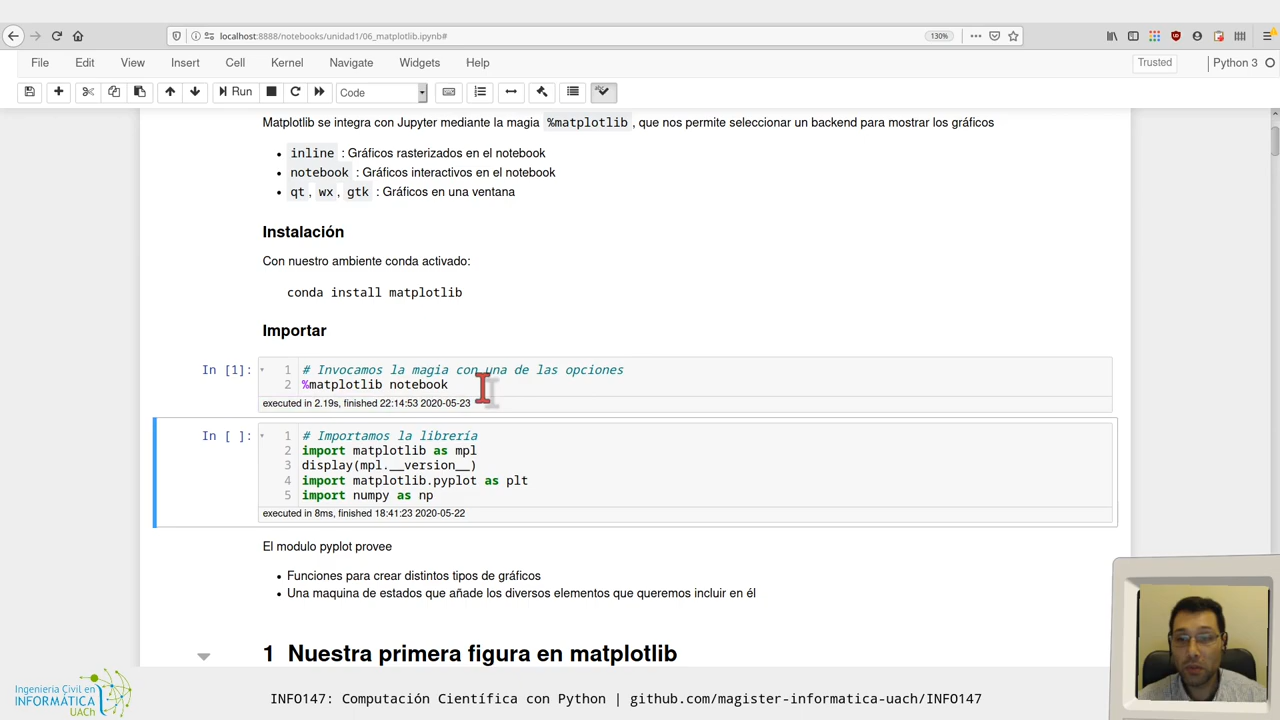 localhost:8888/notebooks/unidad1/06_matplotlib.ipynb#
130%
File Edit View Insert Cell Kernel Navigate Widgets Help
Trusted
Python 3
Run
Code
Matplotlib se integra con Jupyter mediante la magia %matplotlib , que nos permite seleccionar un backend para mostrar los gráficos
• inline : Gráficos rasterizados en el notebook
• notebook : Gráficos interactivos en el notebook
• qt , wx , gtk : Gráficos en una ventana
Instalación
Con nuestro ambiente conda activado:
conda install matplotlib
Importar
In [1]:
1 # Invocamos la magia con una de las opciones
2 %matplotlib notebook
executed in 2.19s, finished 22:14:53 2020-05-23
In [ ]:
1 # Importamos la librería
2 import matplotlib as mpl
3 display(mpl.__version__)
4 import matplotlib.pyplot as plt
5 import numpy as np
executed in 8ms, finished 18:41:23 2020-05-22
El modulo pyplot provee
• Funciones para crear distintos tipos de gráficos
• Una maquina de estados que añade los diversos elementos que queremos incluir en él
1 Nuestra primera figura en matplotlib
Ingeniería Civil en
INFORMÁTICA
UACh
INFO147: Computación Científica con Python | github.com/magister-informatica-uach/INFO147